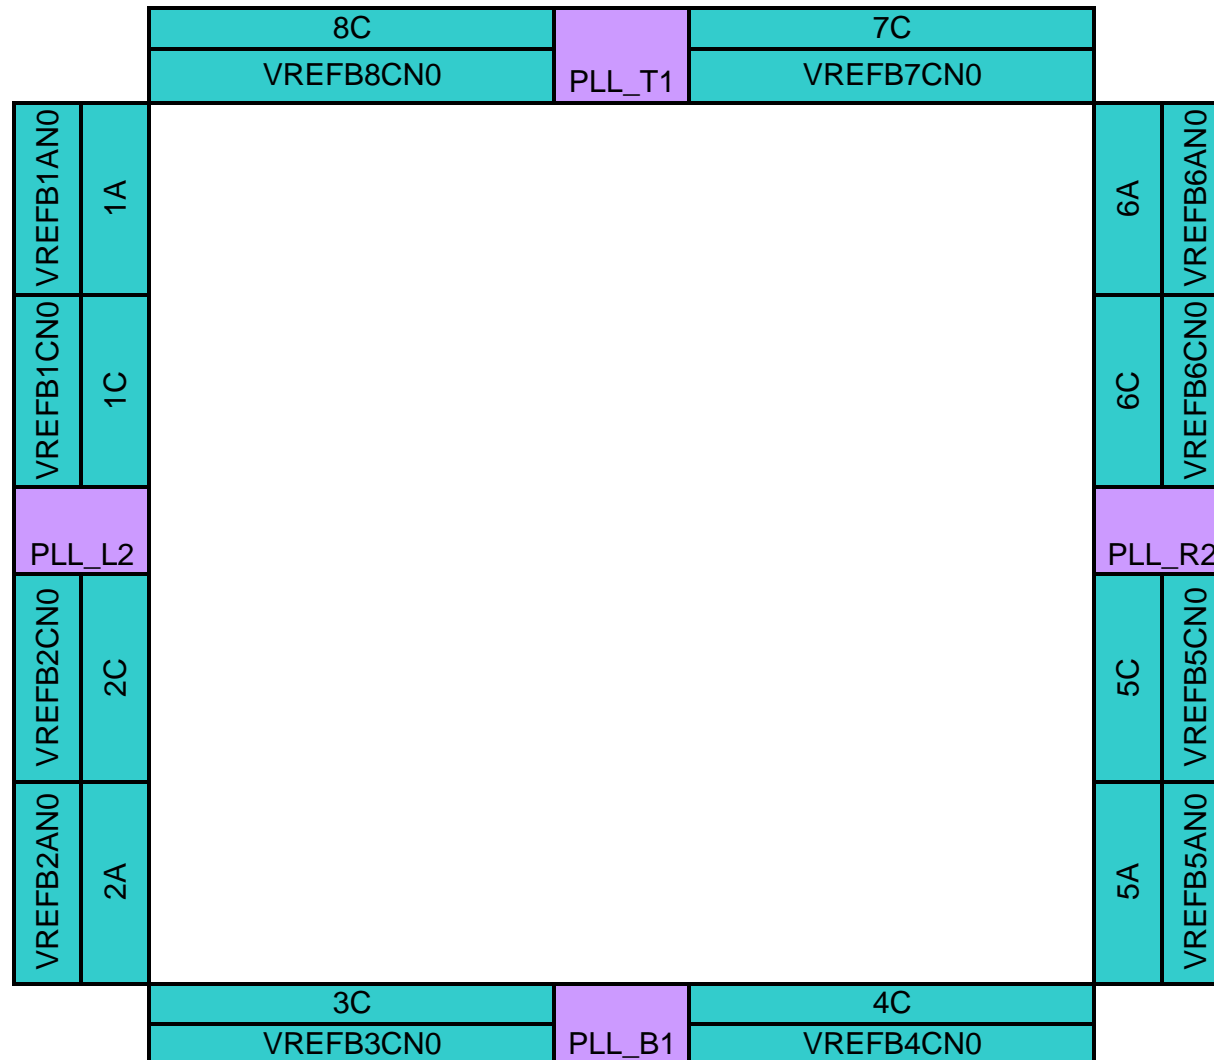 8C
7C
VREFB8CN0
PLL_T1
VREFB7CN0
VREFB1AN0
1A
6A
VREFB6AN0
VREFB1CN0
1C
6C
VREFB6CN0
PLL_L2
PLL_R2
VREFB2CN0
2C
5C
VREFB5CN0
VREFB2AN0
2A
5A
VREFB5AN0
3C
4C
VREFB3CN0
PLL_B1
VREFB4CN0